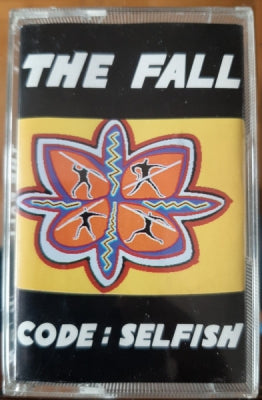 THE FALL
CODE : SELFISH